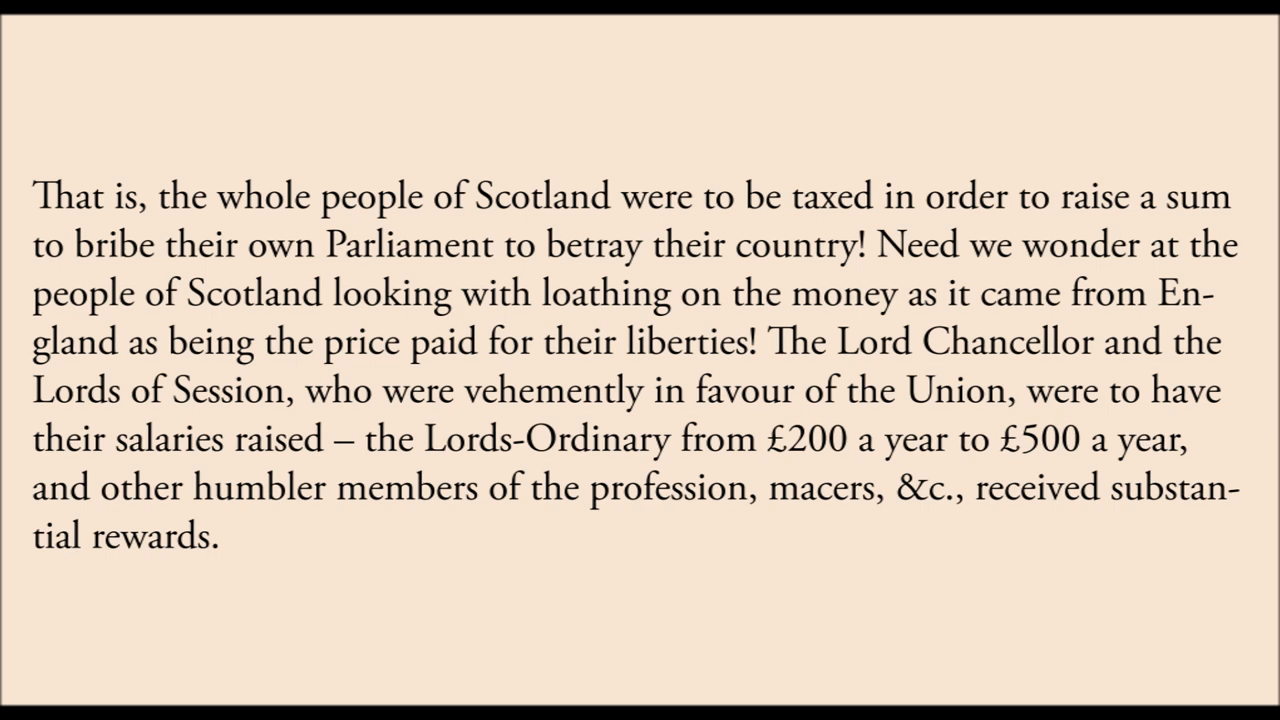 That is, the whole people of Scotland were to be taxed in order to raise a sum
to bribe their own Parliament to betray their country! Need we wonder at the
people of Scotland looking with loathing on the money as it came from En-
gland as being the price paid for their liberties! The Lord Chancellor and the
Lords of Session, who were vehemently in favour of the Union, were to have
their salaries raised – the Lords-Ordinary from £200 a year to £500 a year,
and other humbler members of the profession, macers, &c., received substan-
tial rewards.